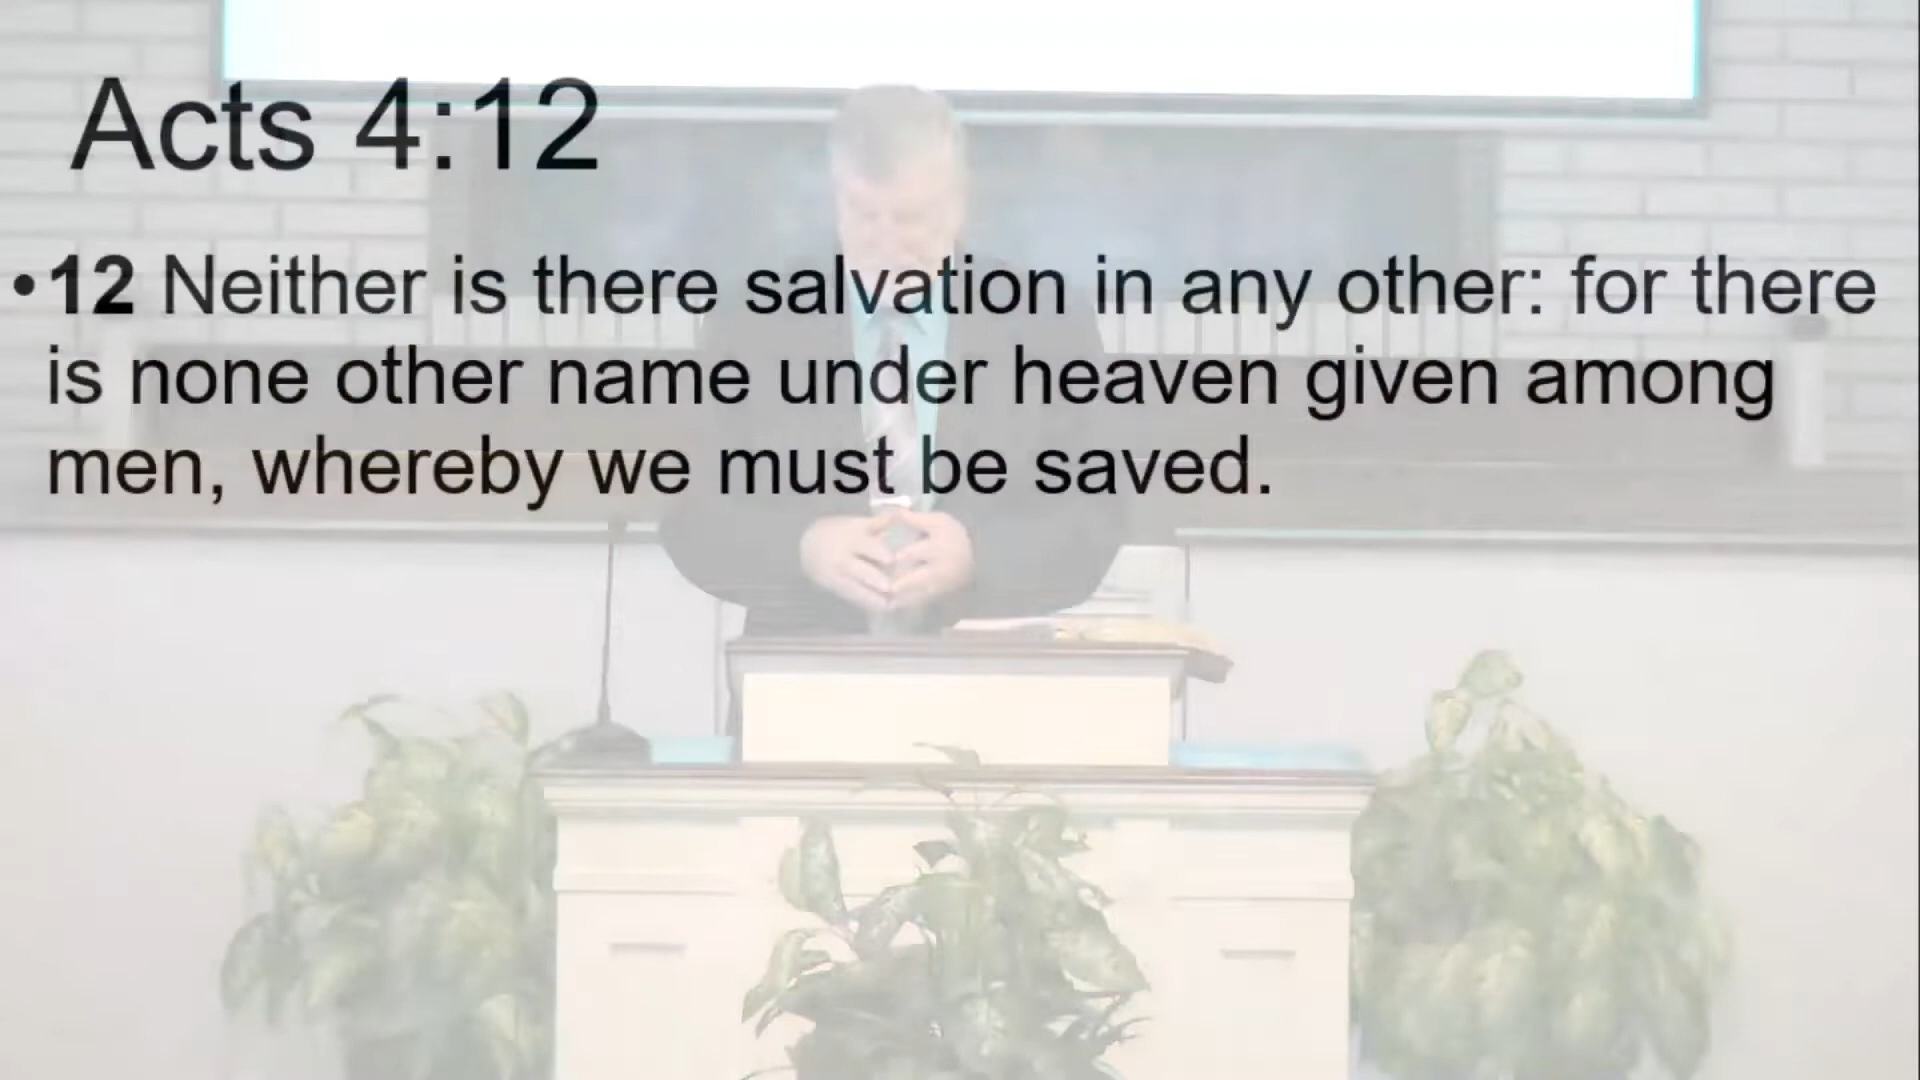 Acts 4:12
•12 Neither is there salvation in any other: for there
is none other name under heaven given among
men, whereby we must be saved.